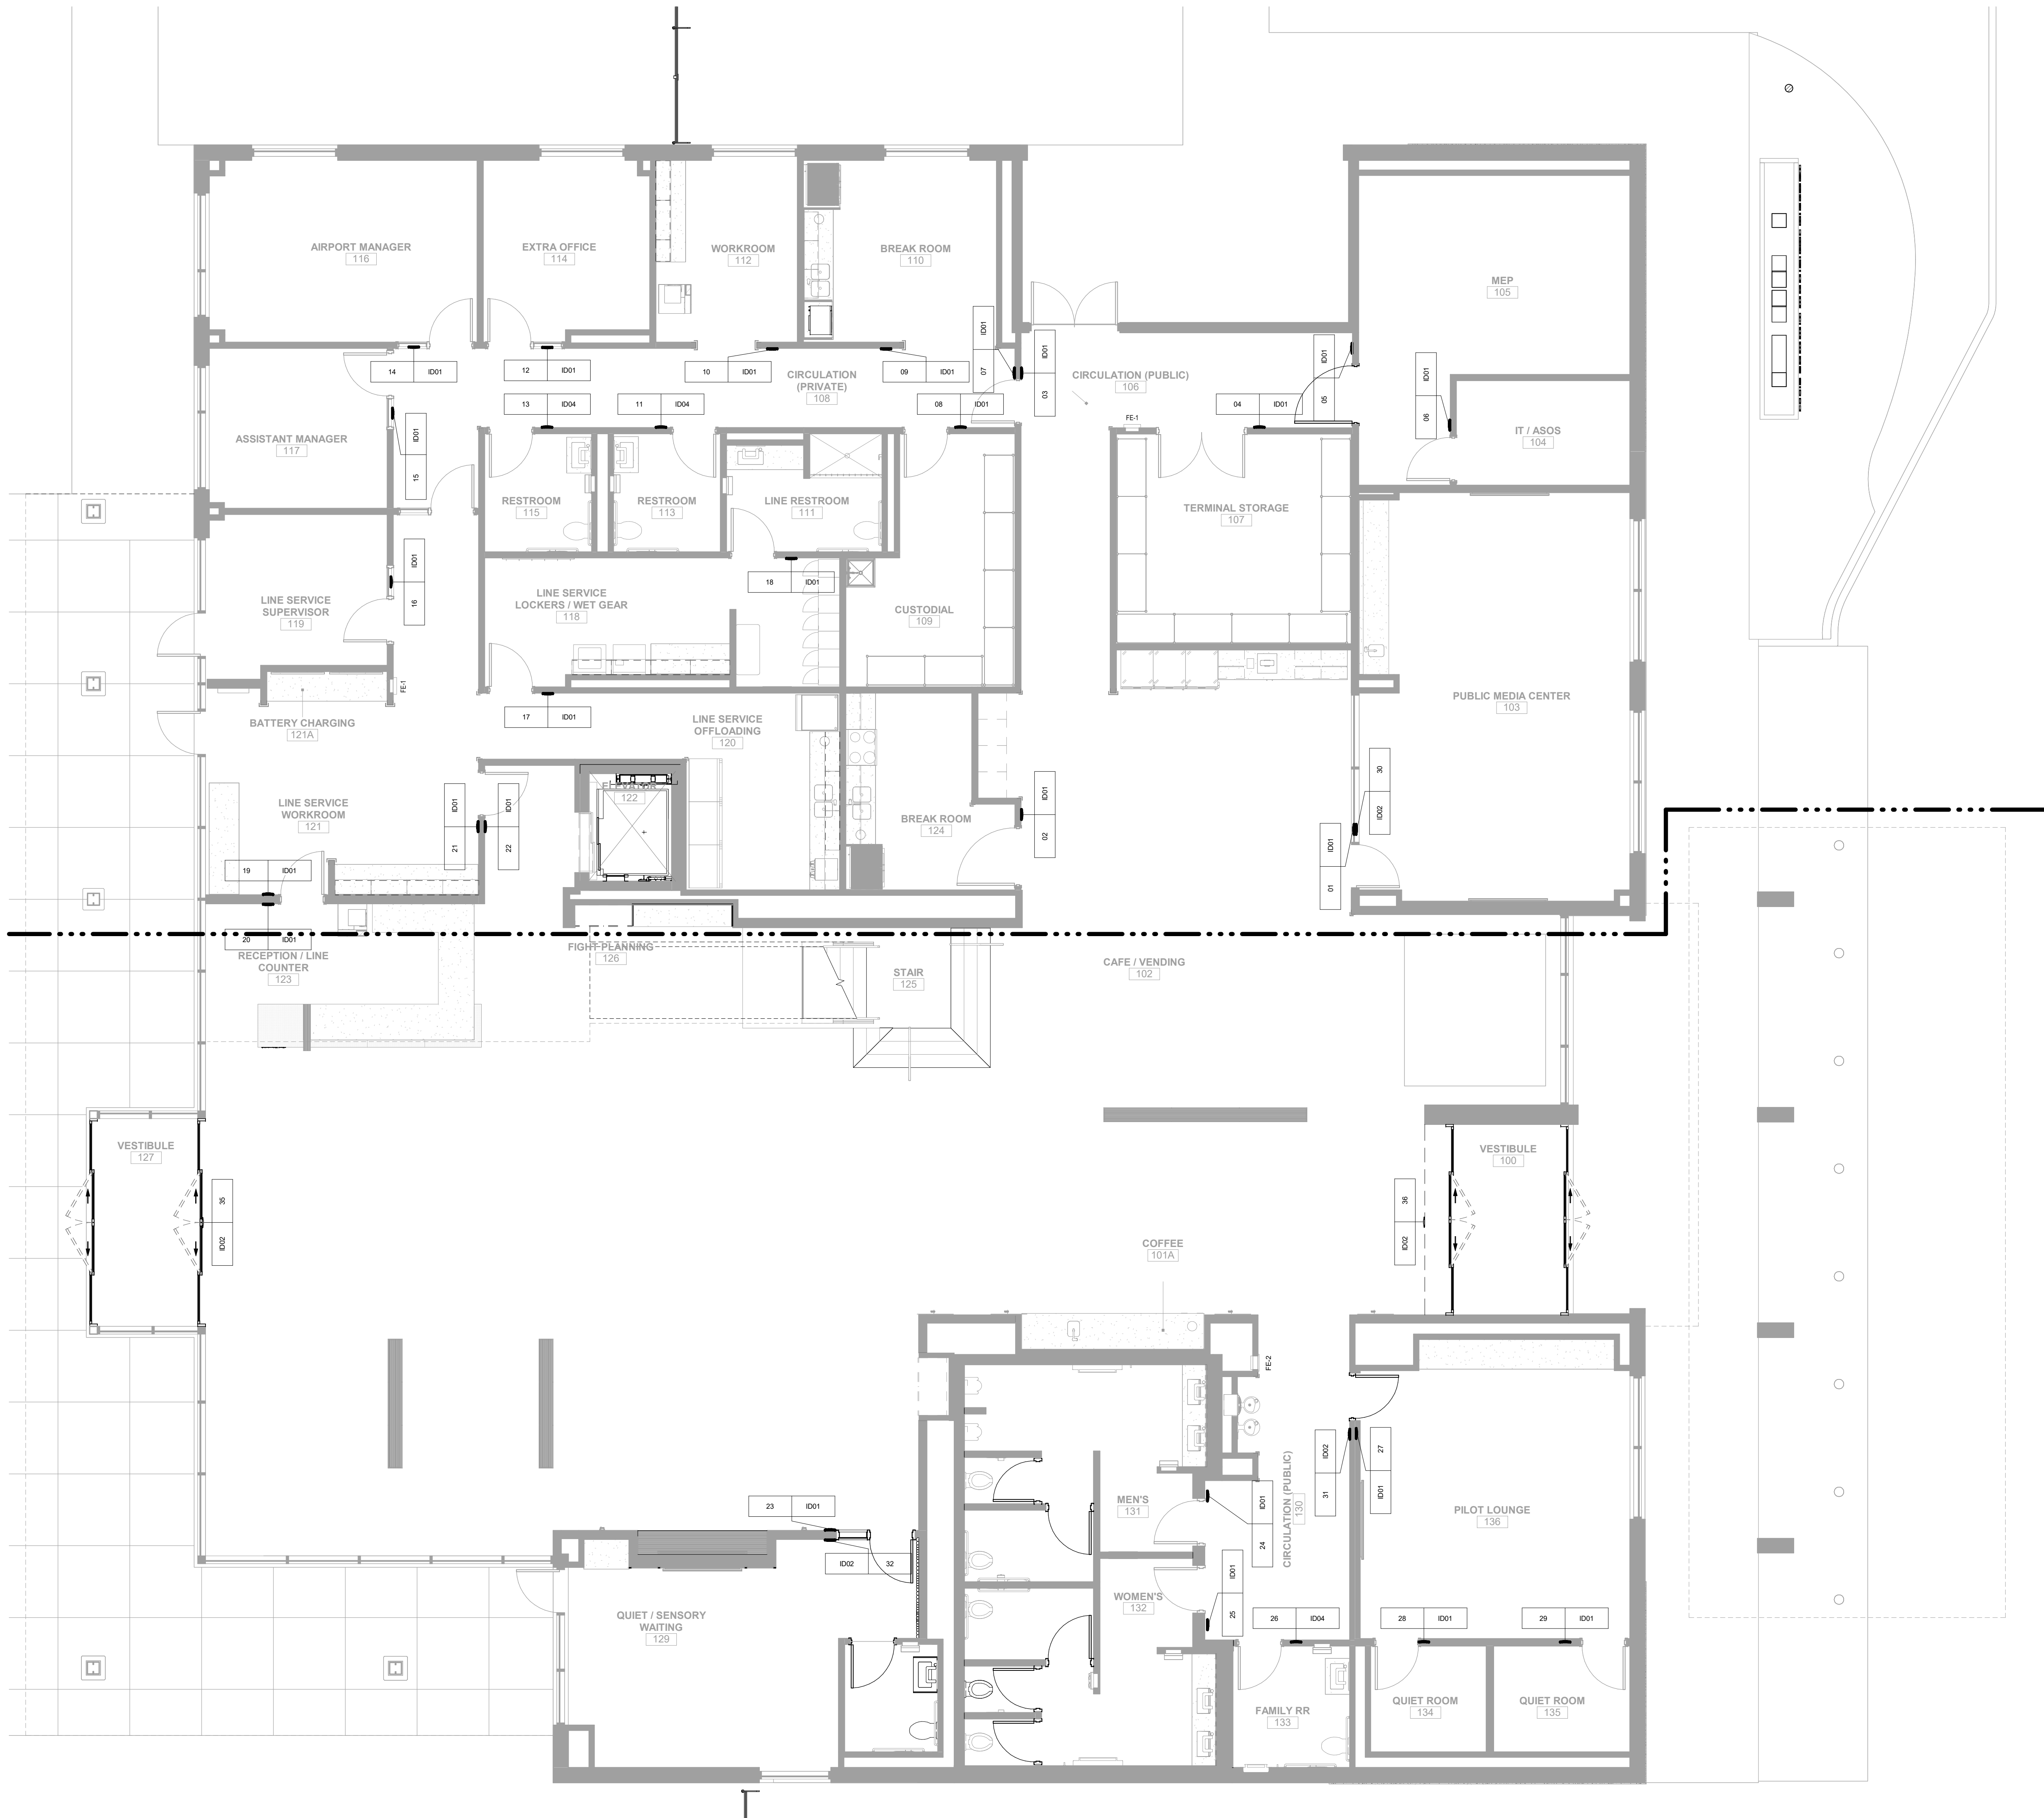 AIRPORT MANAGER
116
EXTRA OFFICE
114
WORKROOM
112
BREAK ROOM
110
MEP
105
14 ID01
12 ID01
10 ID01
09 ID01
07 ID01
03 ID01
CIRCULATION
(PRIVATE)
108
CIRCULATION (PUBLIC)
106
05 ID01
06 ID01
13 ID04
11 ID04
08 ID01
04 ID01
FE-1
ASSISTANT MANAGER
117
15 ID01
IT / ASOS
104
RESTROOM
115
RESTROOM
113
LINE RESTROOM
111
TERMINAL STORAGE
107
16 ID01
18 ID01
LINE SERVICE
SUPERVISOR
119
LINE SERVICE
LOCKERS / WET GEAR
118
CUSTODIAL
109
FE-1
PUBLIC MEDIA CENTER
103
BATTERY CHARGING
121A
17 ID01
LINE SERVICE
OFFLOADING
120
30 ID02
ELEVATOR
122
LINE SERVICE
WORKROOM
121
21 ID01
22 ID01
BREAK ROOM
124
02 ID01
01 ID01
19 ID01
20 ID01
RECEPTION / LINE
COUNTER
123
FIGHT PLANNING
126
STAIR
125
CAFE / VENDING
102
VESTIBULE
127
VESTIBULE
100
35 ID02
36 ID02
COFFEE
101A
FE-2
31 ID02
27 ID01
23 ID01
ID02 32
MEN'S
131
24 ID01
CIRCULATION (PUBLIC)
130
PILOT LOUNGE
136
25 ID01
WOMEN'S
132
QUIET / SENSORY
WAITING
129
26 ID04
28 ID01
29 ID01
FAMILY RR
133
QUIET ROOM
134
QUIET ROOM
135